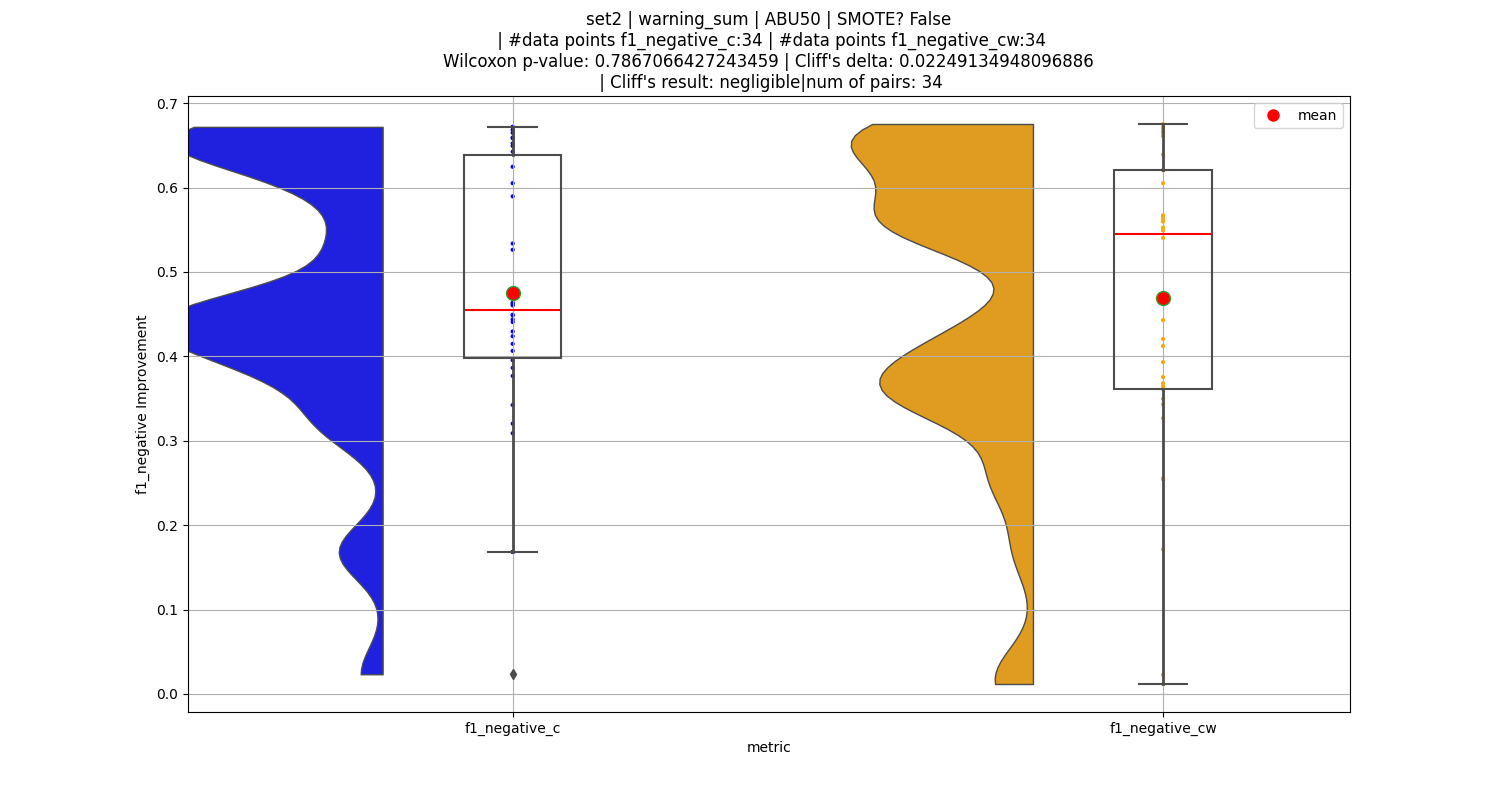 set2 | warning_sum | ABU50 | SMOTE? False
| #data points f1_negative_c:34 | #data points f1_negative_cw:34
Wilcoxon p-value: 0.7867066427243459 | Cliff's delta: 0.02249134948096886
| Cliff's result: negligible|num of pairs: 34
mean
0.7
0.6
0.5
0.4
0.3
0.2
0.1
0.0
f1_negative Improvement
f1_negative_c
f1_negative_cw
metric